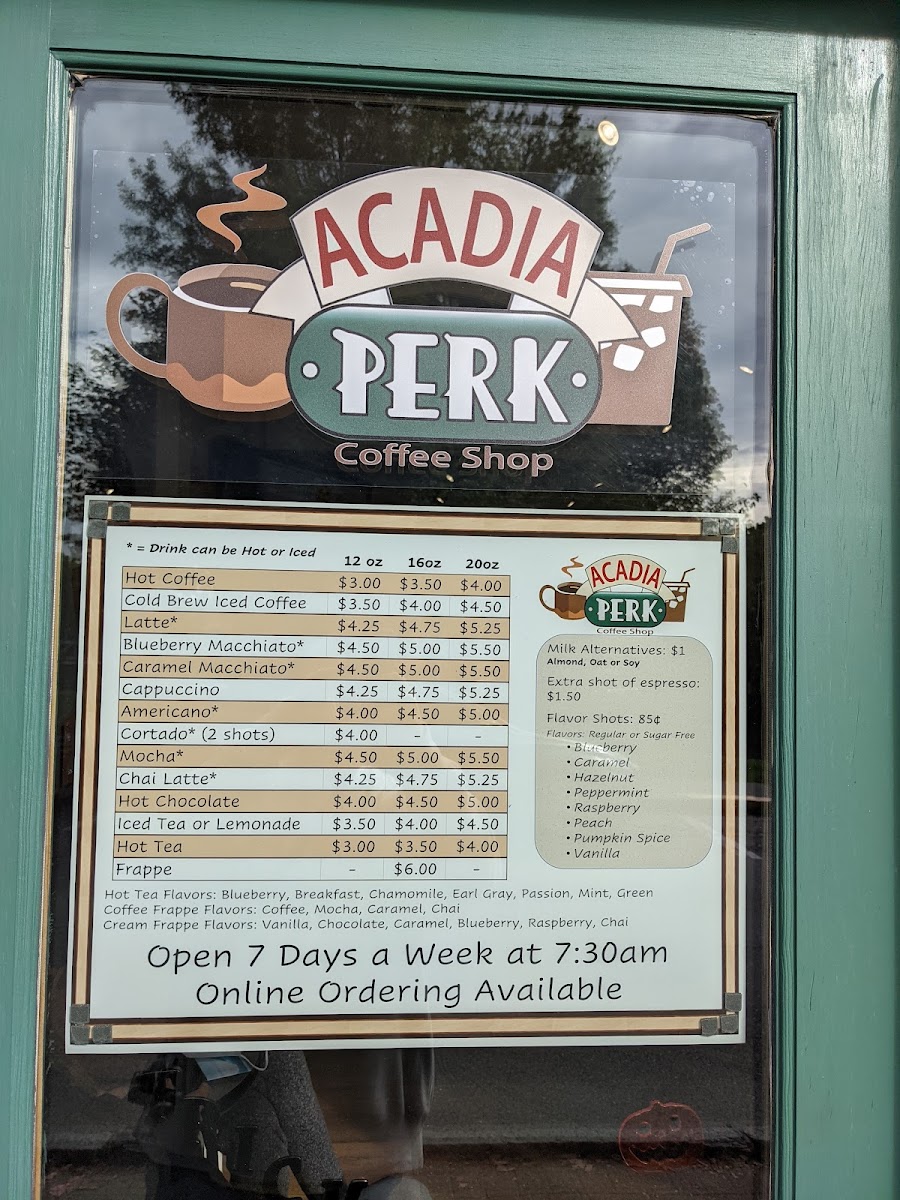 ACADIA
PERK
Coffee Shop
* = Drink can be Hot or Iced
12 oz 16oz 20oz
Hot Coffee $3.00 $3.50 $4.00
Cold Brew Iced Coffee $3.50 $4.00 $4.50
Latte* $4.25 $4.75 $5.25
Blueberry Macchiato* $4.50 $5.00 $5.50
Caramel Macchiato* $4.50 $5.00 $5.50
Cappuccino $4.25 $4.75 $5.25
Americano* $4.00 $4.50 $5.00
Cortado* (2 shots) $4.00 - -
Mocha* $4.50 $5.00 $5.50
Chai Latte* $4.25 $4.75 $5.25
Hot Chocolate $4.00 $4.50 $5.00
Iced Tea or Lemonade $3.50 $4.00 $4.50
Hot Tea $3.00 $3.50 $4.00
Frappe - $6.00 -
ACADIA
PERK
Coffee Shop
Milk Alternatives: $1
Almond, Oat or Soy
Extra shot of espresso:
$1.50
Flavor Shots: 85¢
Flavors: Regular or Sugar Free
• Blueberry
• Caramel
• Hazelnut
• Peppermint
• Raspberry
• Peach
• Pumpkin Spice
• Vanilla
Hot Tea Flavors: Blueberry, Breakfast, Chamomile, Earl Gray, Passion, Mint, Green
Coffee Frappe Flavors: Coffee, Mocha, Caramel, Chai
Cream Frappe Flavors: Vanilla, Chocolate, Caramel, Blueberry, Raspberry, Chai
Open 7 Days a Week at 7:30am
Online Ordering Available